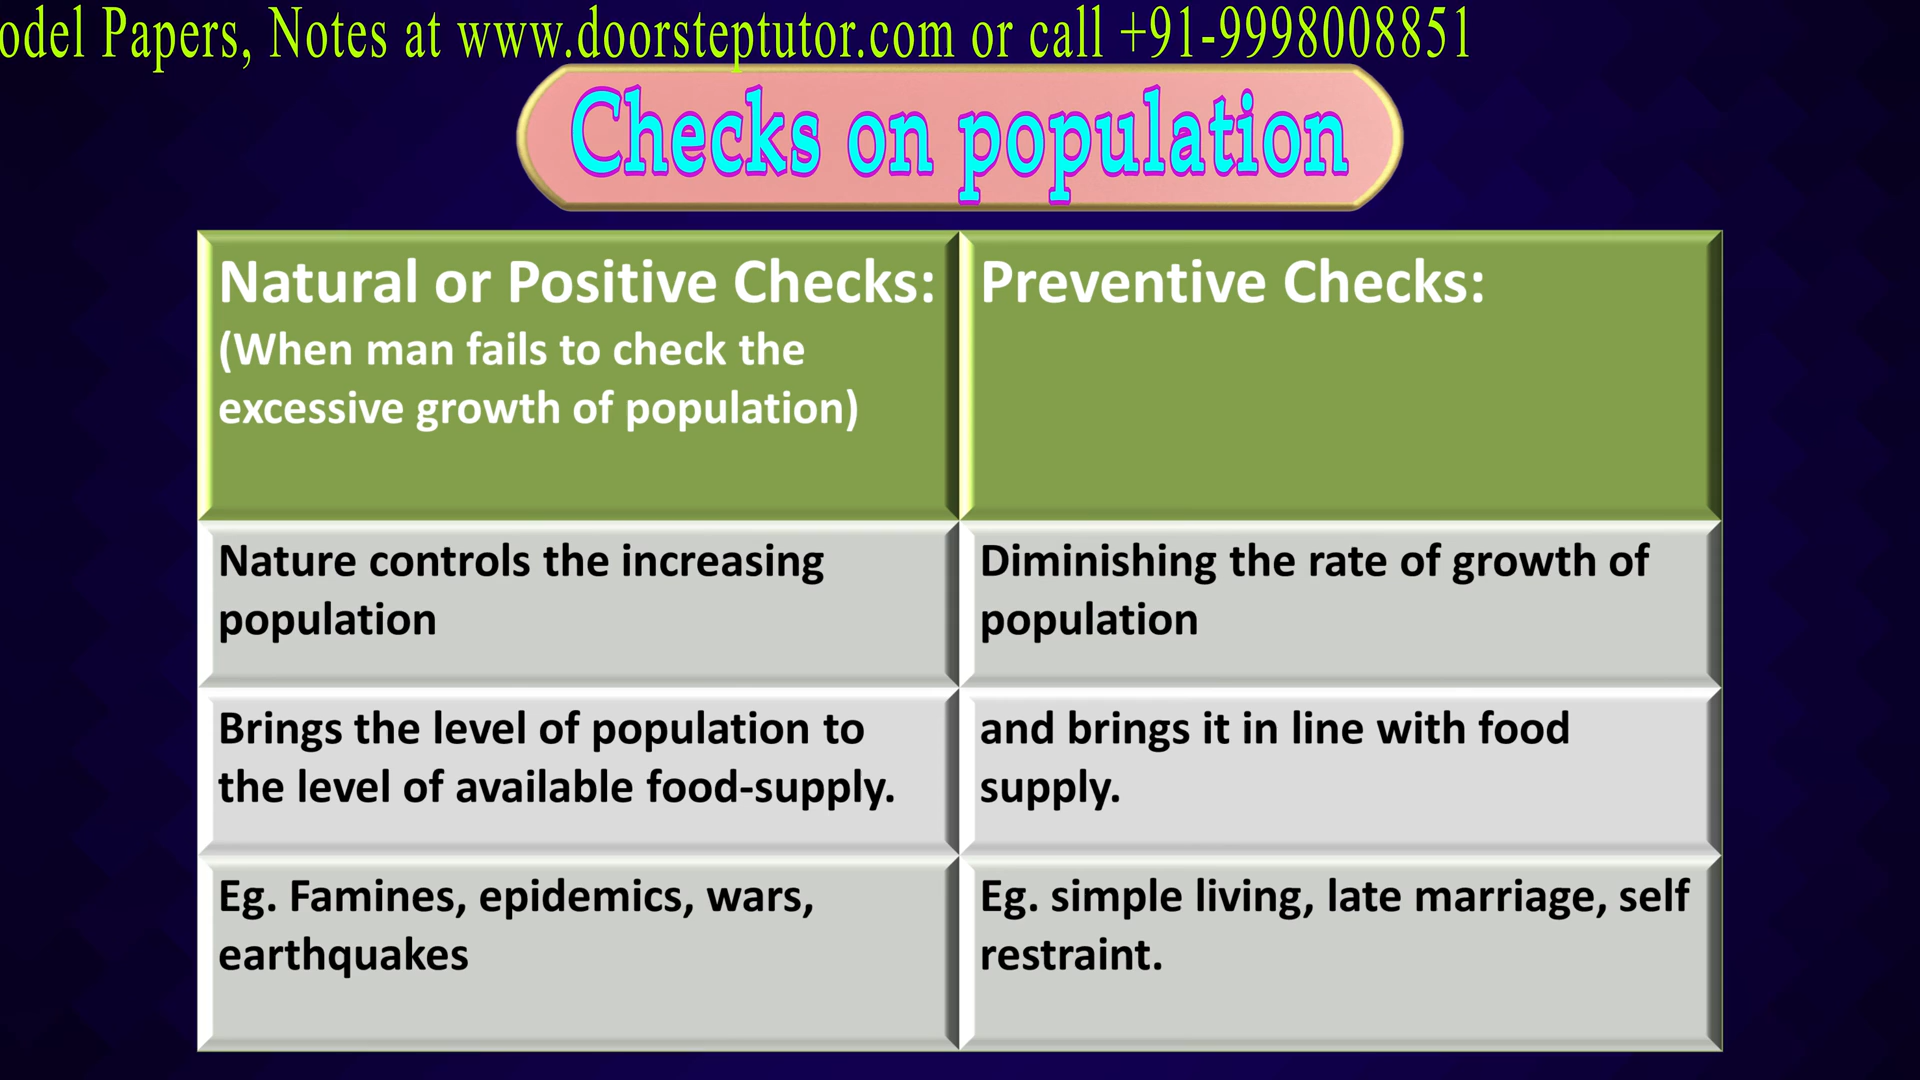 odel Papers, Notes at www.doorsteptutor.com or call +91-9998008851
Checks on population
Natural or Positive Checks:
(When man fails to check the
excessive growth of population)
Preventive Checks:
Nature controls the increasing
population
Diminishing the rate of growth of
population
Brings the level of population to
the level of available food-supply.
and brings it in line with food
supply.
Eg. Famines, epidemics, wars,
earthquakes
Eg. simple living, late marriage, self
restraint.